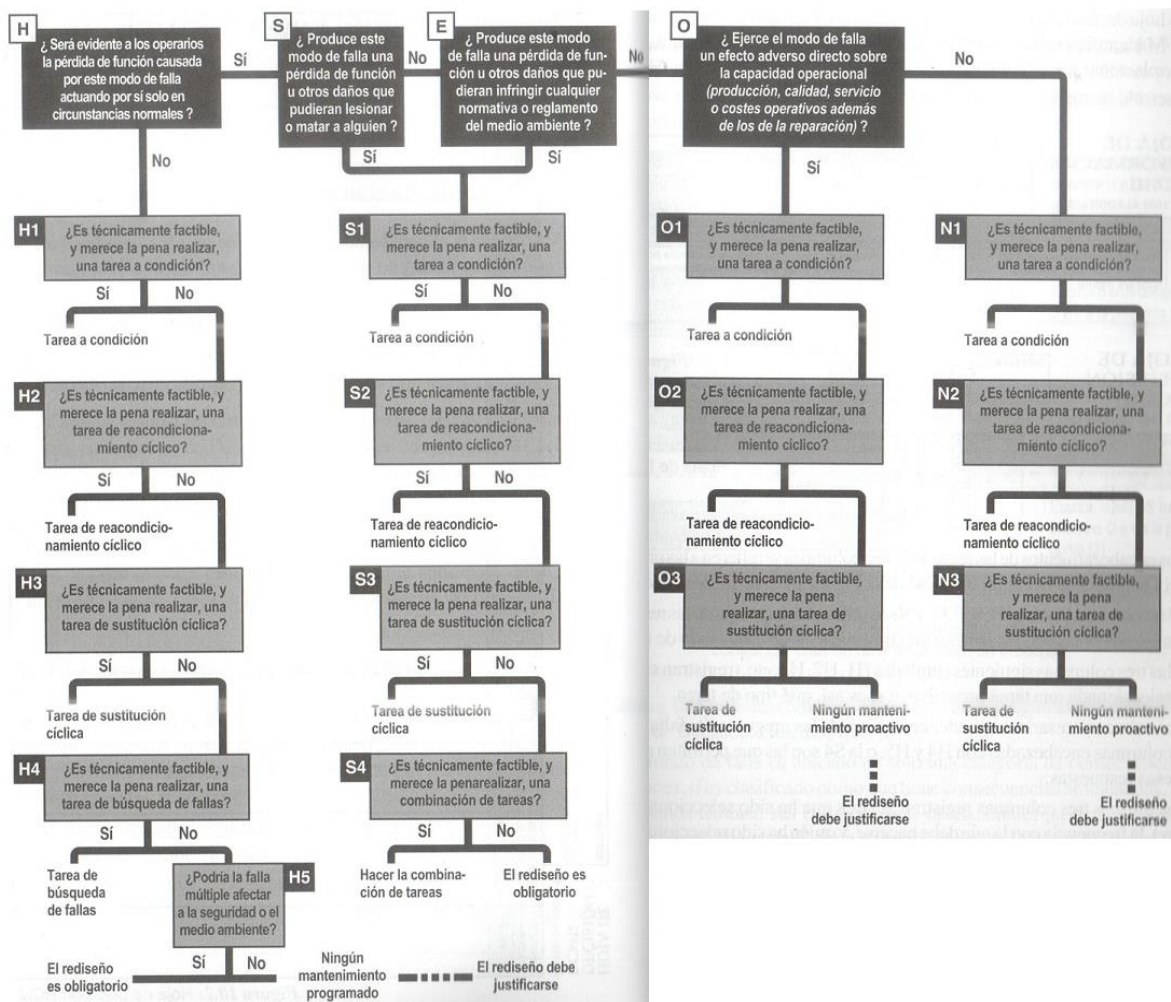 H
¿ Será evidente a los operarios
la pérdida de función causada
por este modo de falla
actuando por sí solo en
circunstancias normales ?
Sí
No
S
¿ Produce este
modo de falla una
pérdida de función
u otros daños que
pudieran lesionar
o matar a alguien ?
No
Sí
E
¿ Produce este modo
de falla una pérdida de fun-
ción u otros daños que pu-
dieran infringir cualquier
normativa o reglamento
del medio ambiente ?
No
Sí
O
¿ Ejerce el modo de falla
un efecto adverso directo sobre
la capacidad operacional
(producción, calidad, servicio
o costes operativos además
de los de la reparación) ?
No
Sí
H1
¿Es técnicamente factible,
y merece la pena realizar,
una tarea a condición?
Sí No
Tarea a condición
H2
¿Es técnicamente factible, y
merece la pena realizar, una
tarea de reacondiciona-
miento cíclico?
Sí No
Tarea de reacondicio-
namiento cíclico
H3
¿Es técnicamente factible, y
merece la pena realizar, una
tarea de sustitución cíclica?
Sí No
Tarea de sustitución
cíclica
H4
¿Es técnicamente factible, y
merece la pena realizar, una
tarea de búsqueda de fallas?
Sí No
Tarea de
búsqueda
de fallas
H5
¿Podría la falla
múltiple afectar
a la seguridad o el
medio ambiente?
Sí No
El rediseño
es obligatorio
Ningún
mantenimiento
programado
El rediseño debe
justificarse
S1
¿Es técnicamente factible,
y merece la pena realizar, una
tarea a condición?
Sí No
Tarea a condición
S2
¿Es técnicamente factible, y
merece la pena realizar, una
tarea de reacondiciona-
miento cíclico?
Sí No
Tarea de reacondicio-
namiento cíclico
S3
¿Es técnicamente factible, y
merece la pena realizar, una
tarea de sustitución cíclica?
Sí No
Tarea de sustitución
cíclica
S4
¿Es técnicamente factible, y
merece la penarealizar, una
combinación de tareas?
Sí No
Hacer la combina-
ción de tareas
El rediseño es
obligatorio
O1
¿Es técnicamente factible,
y merece la pena realizar,
una tarea a condición?
Sí No
Tarea a condición
O2
¿Es técnicamente factible, y
merece la pena realizar, una
tarea de reacondiciona-
miento cíclico?
Sí No
Tarea de reacondicio-
namiento cíclico
O3
¿Es técnicamente factible,
y merece la pena
realizar, una tarea de
sustitución cíclica?
Sí No
Tarea de
sustitución
cíclica
Ningún manteni-
miento proactivo
El rediseño
debe justificarse
N1
¿Es técnicamente factible,
y merece la pena realizar,
una tarea a condición?
Sí No
Tarea a condición
N2
¿Es técnicamente factible, y
merece la pena realizar, una
tarea de reacondiciona-
miento cíclico?
Sí No
Tarea de reacondicio-
namiento cíclico
N3
¿Es técnicamente factible,
y merece la pena
realizar, una tarea de
sustitución cíclica?
Sí No
Tarea de
sustitución
cíclica
Ningún manteni-
miento proactivo
El rediseño
debe justificarse